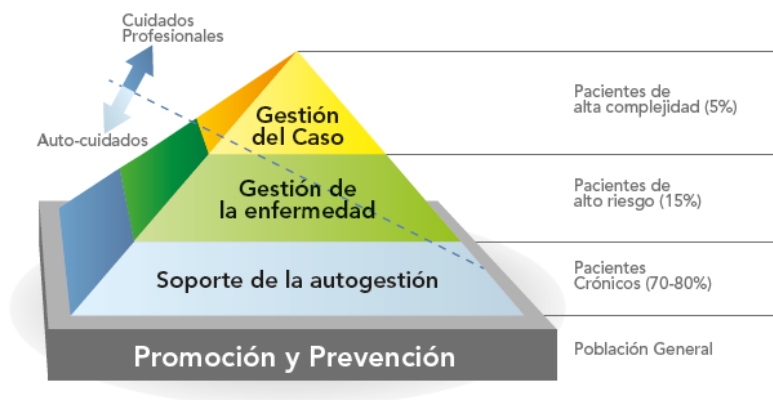 Cuidados
Profesionales
Auto-cuidados
Gestión
del Caso
Pacientes de
alta complejidad (5%)
Gestión de
la enfermedad
Pacientes de
alto riesgo (15%)
Soporte de la autogestión
Pacientes
Crónicos (70-80%)
Promoción y Prevención
Población General